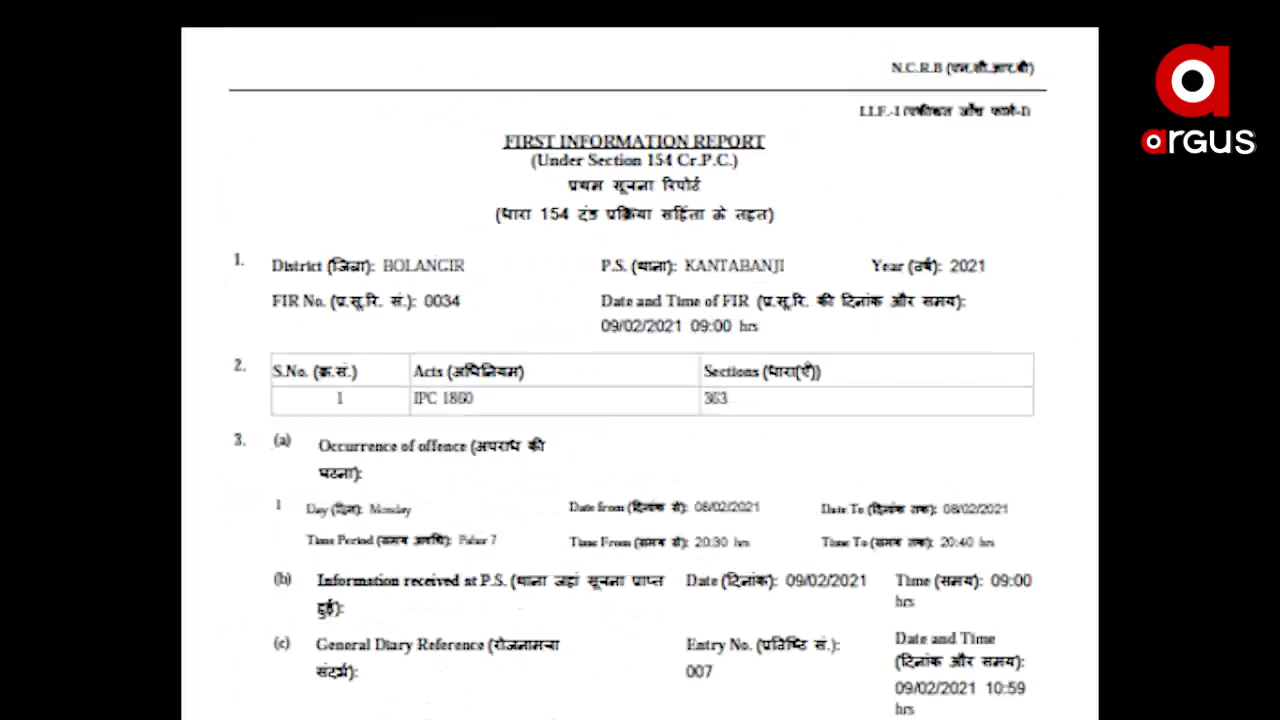 N.C.R.B (एन.सी.आर.बी)
argus
I.I.F.-I (एकीकृत जाँच फार्म-I)
FIRST INFORMATION REPORT
(Under Section 154 Cr.P.C.)
प्रथम सूचना रिपोर्ट
(धारा 154 दंड प्रक्रिया संहिता के तहत)
1. District (जिला): BOLANGIR P.S. (थाना): KANTABANJI Year (वर्ष): 2021
FIR No. (प्र.सू.रि. सं.): 0034 Date and Time of FIR (प्र.सू.रि. की दिनांक और समय):
09/02/2021 09:00 hrs
2. S.No. (क्र.सं.) Acts (अधिनियम) Sections (धारा(एँ))
1 IPC 1860 363
3. (a) Occurrence of offence (अपराध की
घटना):
1 Day (दिन): Monday Date from (दिनांक से): 08/02/2021 Date To (दिनांक तक): 08/02/2021
Time Period (समय अवधि): Pahar 7 Time From (समय से): 20:30 hrs Time To (समय तक): 20:40 hrs
(b) Information received at P.S. (थाना जहां सूचना प्राप्त Date (दिनांक): 09/02/2021 Time (समय): 09:00
हुई): hrs
(c) General Diary Reference (रोजनामचा Entry No. (प्रविष्टि सं.): Date and Time
संदर्भ): 007 (दिनांक और समय):
09/02/2021 10:59
hrs